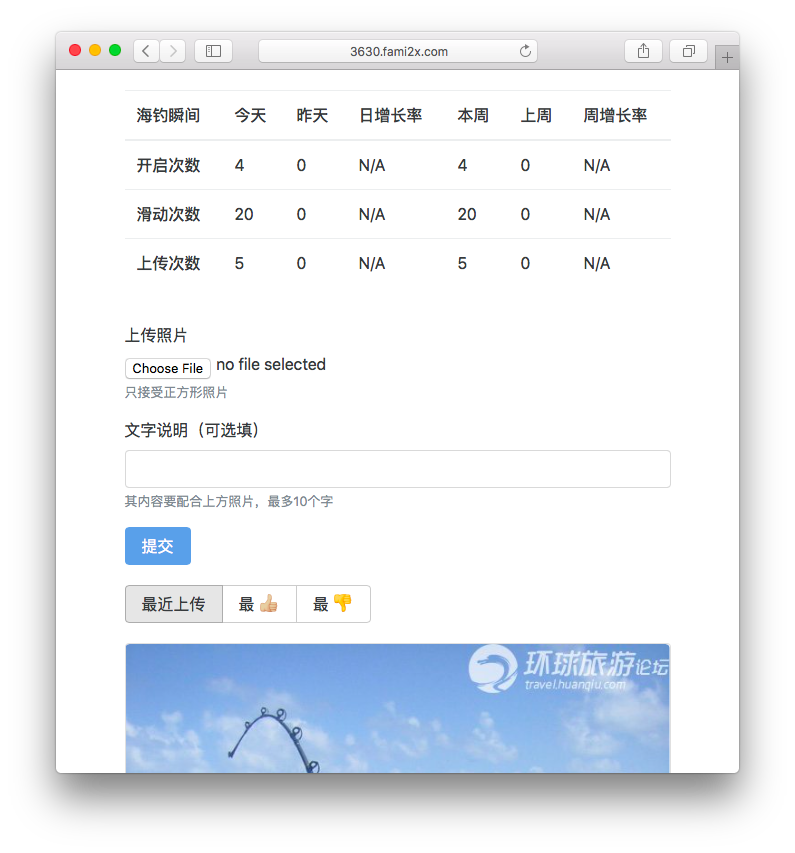 3630.fami2x.com
海钓瞬间 今天 昨天 日增长率 本周 上周 周增长率
开启次数 4 0 N/A 4 0 N/A
滑动次数 20 0 N/A 20 0 N/A
上传次数 5 0 N/A 5 0 N/A
上传照片
Choose File no file selected
只接受正方形照片
文字说明（可选填）
其内容要配合上方照片，最多10个字
提交
最近上传 最👍🏼 最👎
环球旅游论坛
travel.huanqiu.com